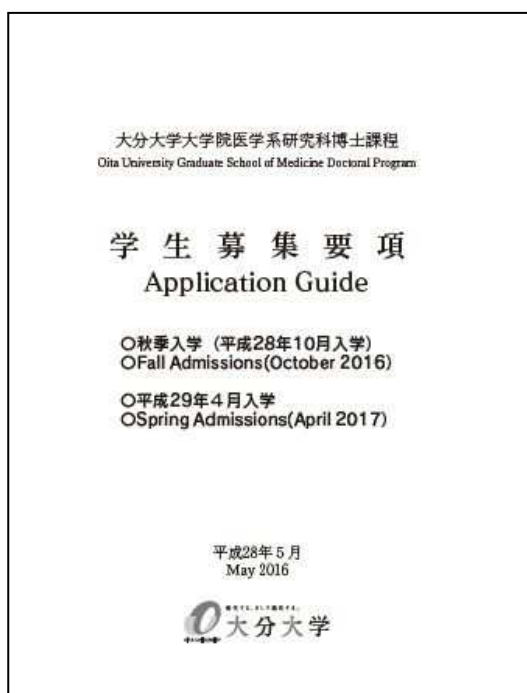 大分大学大学院医学系研究科博士課程
Oita University Graduate School of Medicine Doctoral Program
学生募集要項
Application Guide
○秋季入学（平成28年10月入学）
○Fall Admissions(October 2016)
○平成29年４月入学
○Spring Admissions(April 2017)
平成28年５月
May 2016
大分大学